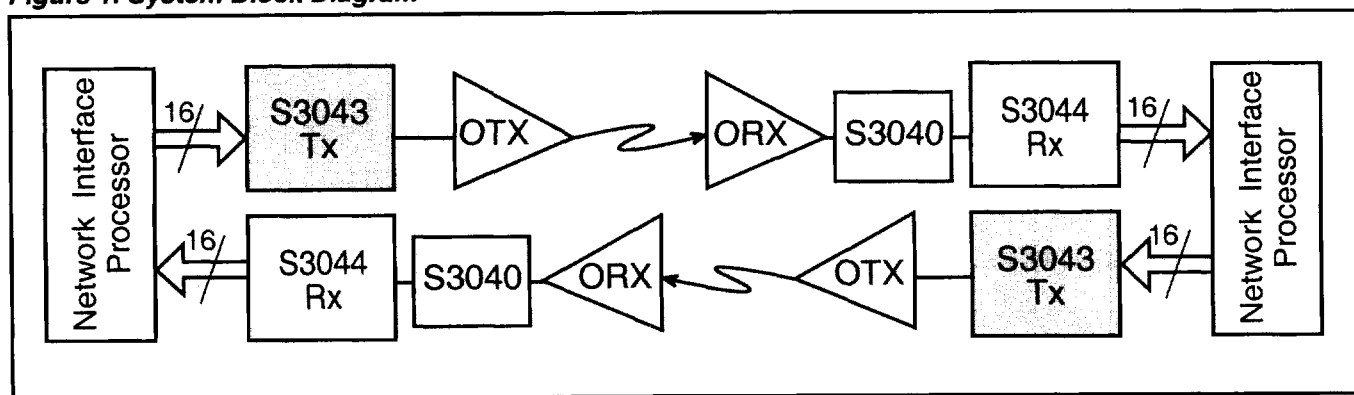 Figure 1. System Block Diagram
Network Interface
Processor
16
S3043
Tx
OTX
ORX
S3040
S3044
Rx
16
Network Interface
Processor
16
S3044
Rx
S3040
ORX
OTX
S3043
Tx
16